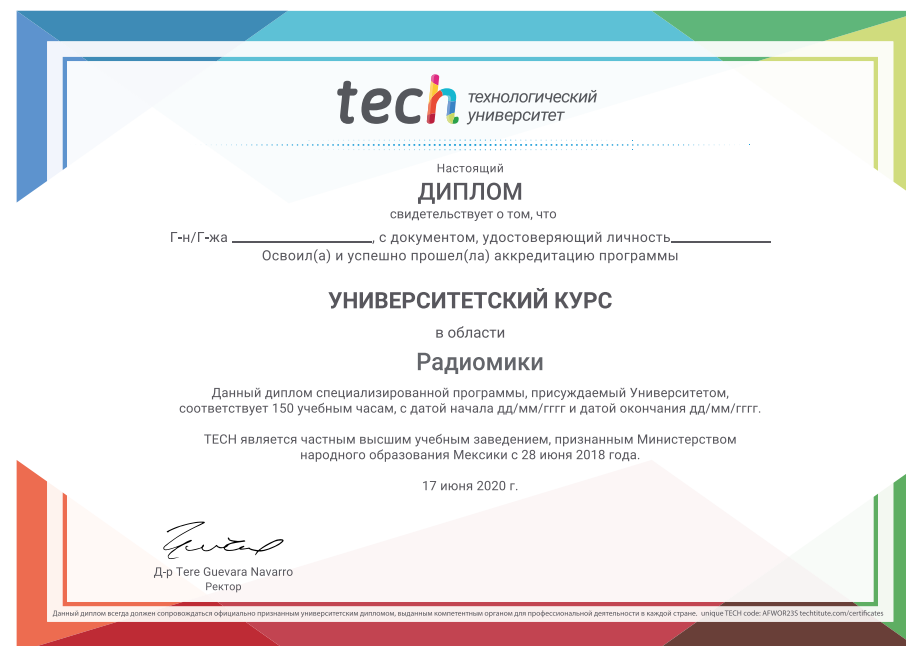 tech технологический
университет
Настоящий
ДИПЛОМ
свидетельствует о том, что
Г-н/Г-жа ____________________, с документом, удостоверяющий личность______________
Освоил(а) и успешно прошел(ла) аккредитацию программы
УНИВЕРСИТЕТСКИЙ КУРС
в области
Радиомики
Данный диплом специализированной программы, присуждаемый Университетом,
соответствует 150 учебным часам, с датой начала дд/мм/гггг и датой окончания дд/мм/гггг.
TECH является частным высшим учебным заведением, признанным Министерством
народного образования Мексики с 28 июня 2018 года.
17 июня 2020 г.
Д-р Tere Guevara Navarro
Ректор
Данный диплом всегда должен сопровождаться официально признанным университетским дипломом, выданным компетентным органом для профессиональной деятельности в каждой стране. unique TECH code: AFWOR23S techtitute.com/certificates